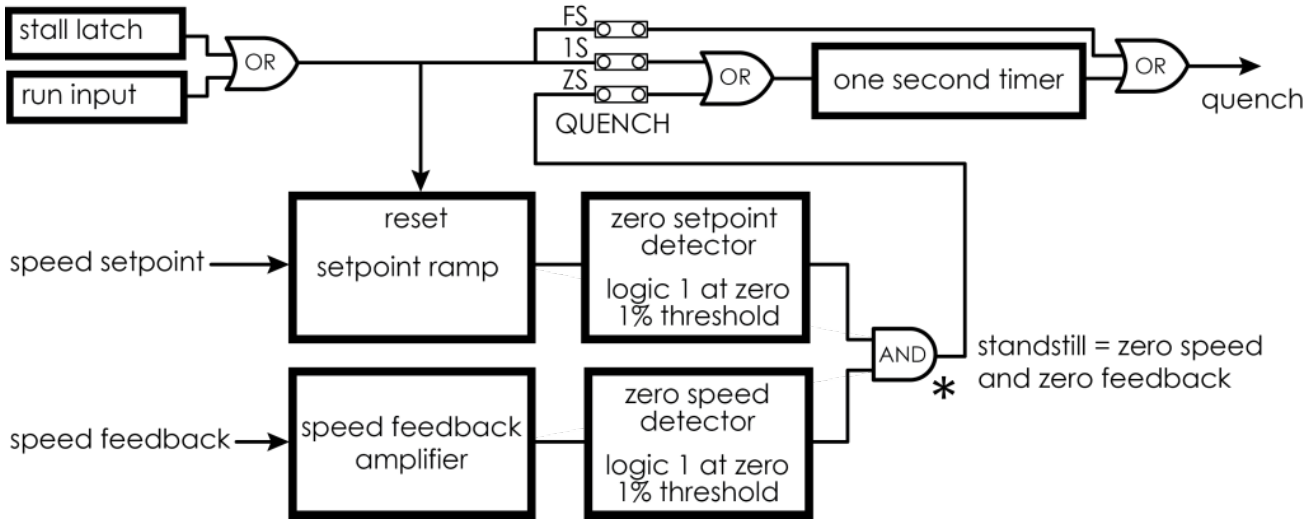 stall latch
OR
run input
FS
1S
ZS
QUENCH
OR
one second timer
OR
quench
speed setpoint
reset
setpoint ramp
zero setpoint
detector
logic 1 at zero
1% threshold
AND
*
standstill = zero speed
and zero feedback
speed feedback
speed feedback
amplifier
zero speed
detector
logic 1 at zero
1% threshold